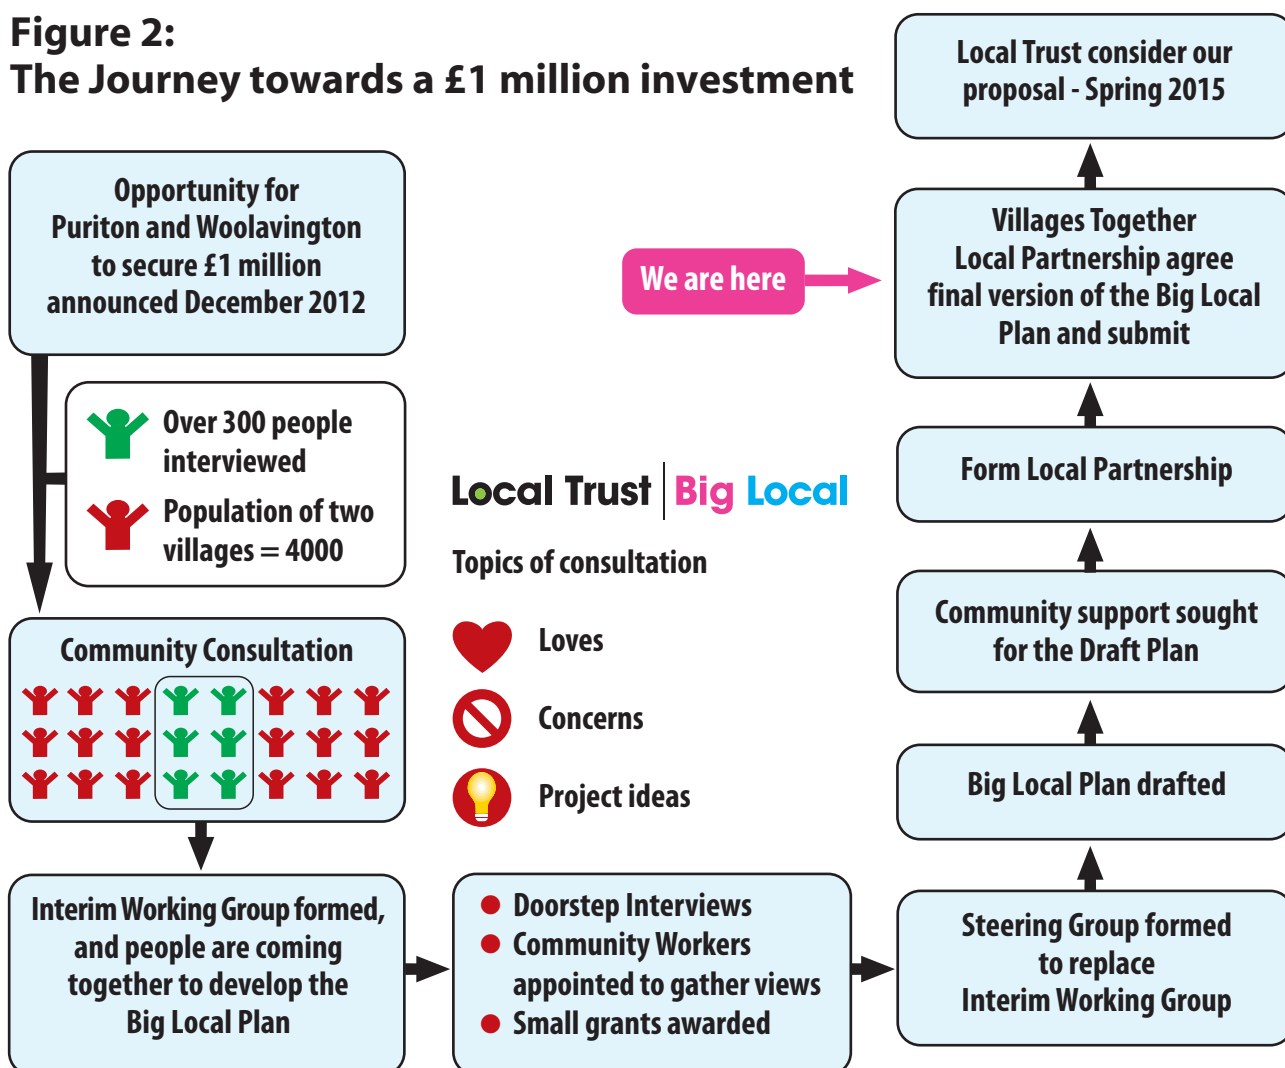 Figure 2:
The Journey towards a £1 million investment
Opportunity for
Puriton and Woolavington
to secure £1 million
announced December 2012
Over 300 people
interviewed
Population of two
villages = 4000
Community Consultation
Interim Working Group formed,
and people are coming
together to develop the
Big Local Plan
Local Trust | Big Local
Topics of consultation
Loves
Concerns
Project ideas
• Doorstep Interviews
• Community Workers
appointed to gather views
• Small grants awarded
Steering Group formed
to replace
Interim Working Group
Big Local Plan drafted
Community support sought
for the Draft Plan
Form Local Partnership
We are here
Villages Together
Local Partnership agree
final version of the Big Local
Plan and submit
Local Trust consider our
proposal - Spring 2015